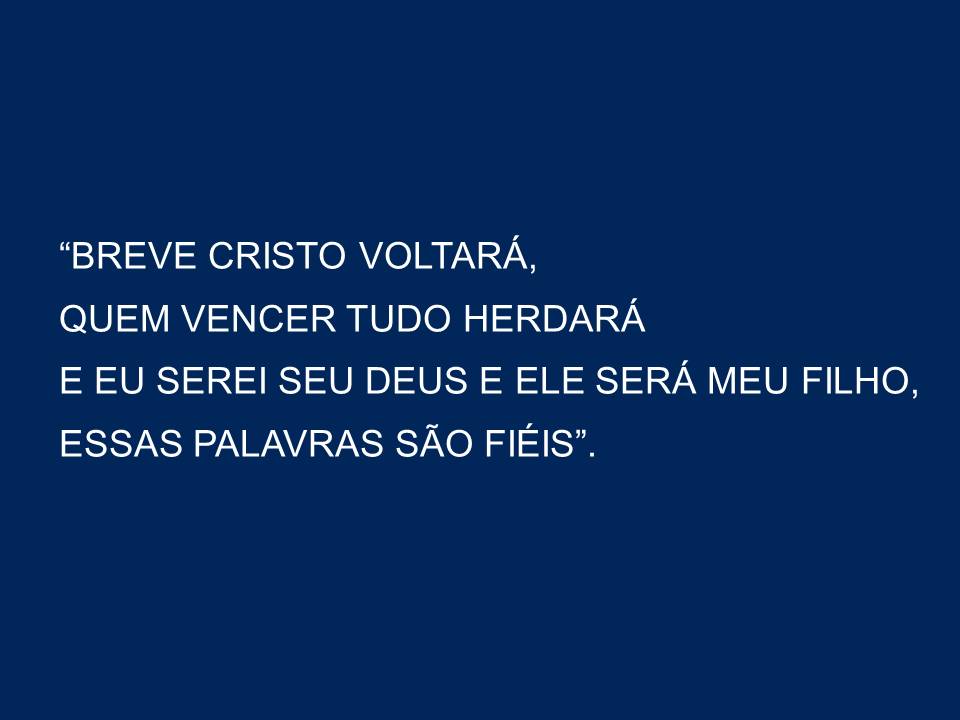 “BREVE CRISTO VOLTARÁ,
QUEM VENCER TUDO HERDARÁ
E EU SEREI SEU DEUS E ELE SERÁ MEU FILHO,
ESSAS PALAVRAS SÃO FIÉIS”.